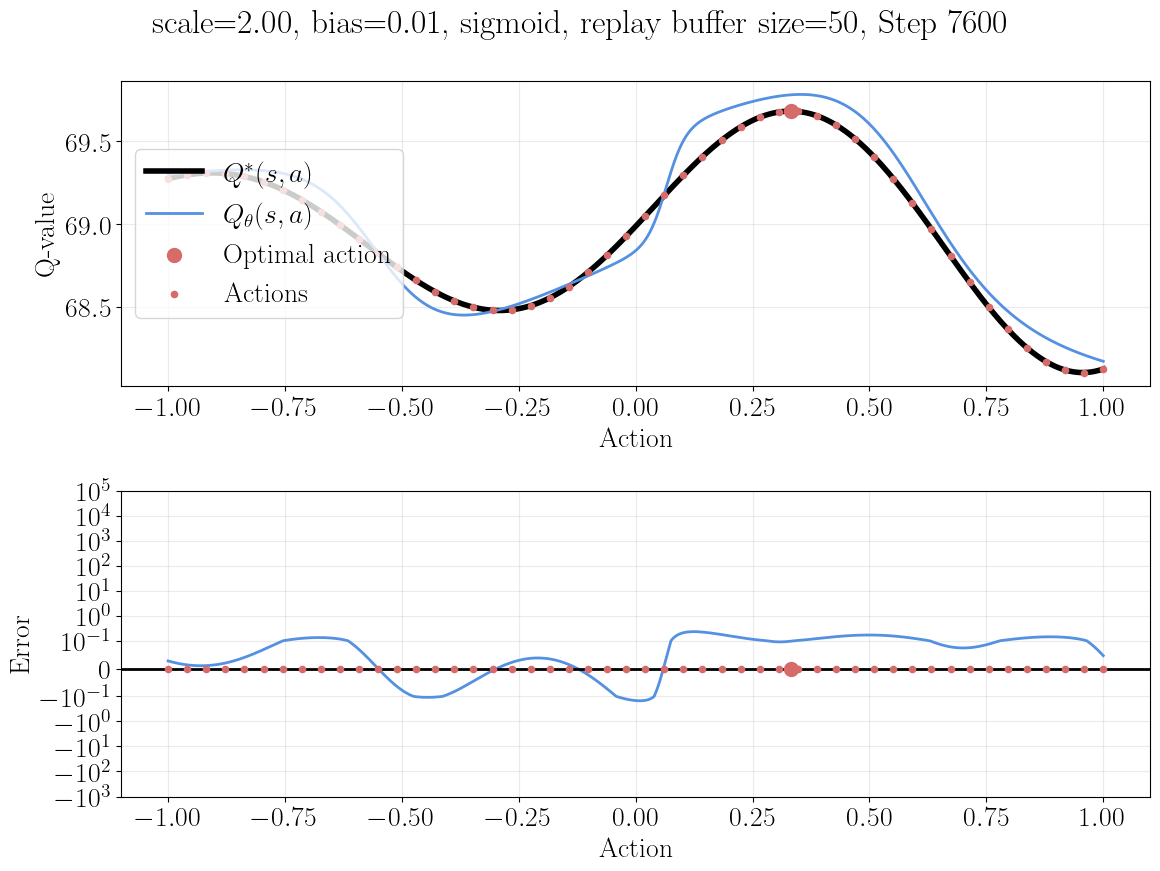 scale=2.00, bias=0.01, sigmoid, replay buffer size=50, Step 7600
Q-value
69.5
69.0
68.5
Q*(s, a)
Qθ(s, a)
Optimal action
Actions
−1.00 −0.75 −0.50 −0.25 0.00 0.25 0.50 0.75 1.00
Action
Error
10^5
10^4
10^3
10^2
10^1
10^0
10^−1
0
−10^−1
−10^0
−10^1
−10^2
−10^3
−1.00 −0.75 −0.50 −0.25 0.00 0.25 0.50 0.75 1.00
Action